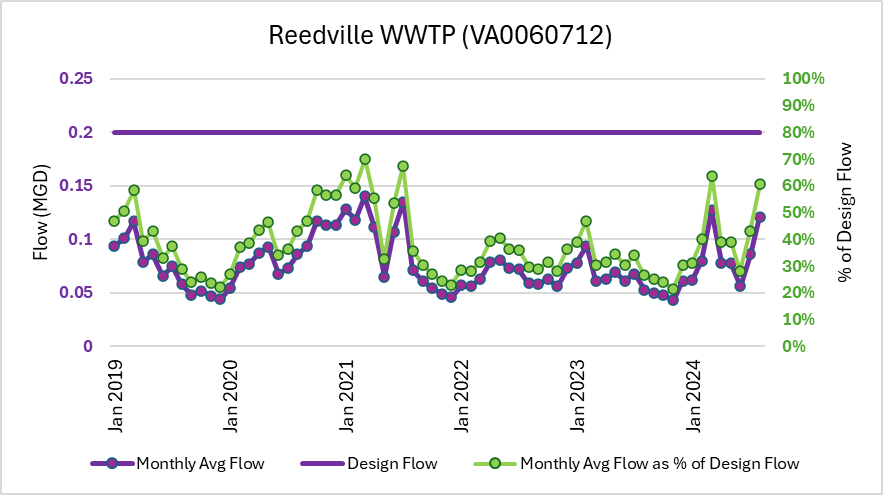 Reedville WWTP (VA0060712)
0.25
0.2
0.15
0.1
0.05
0
Flow (MGD)
100%
90%
80%
70%
60%
50%
40%
30%
20%
10%
0%
% of Design Flow
Jan 2019
Jan 2020
Jan 2021
Jan 2022
Jan 2023
Jan 2024
Monthly Avg Flow
Design Flow
Monthly Avg Flow as % of Design Flow